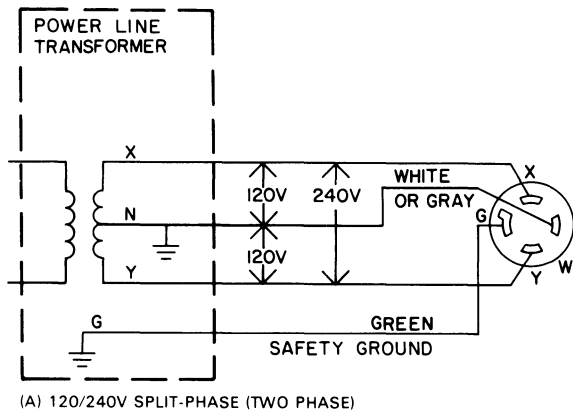 POWER LINE
TRANSFORMER
X
WHITE
X
120V
240V
OR GRAY
N
G
120V
Y
Y
W
G
GREEN
SAFETY GROUND
(A) 120/240V SPLIT-PHASE (TWO PHASE)